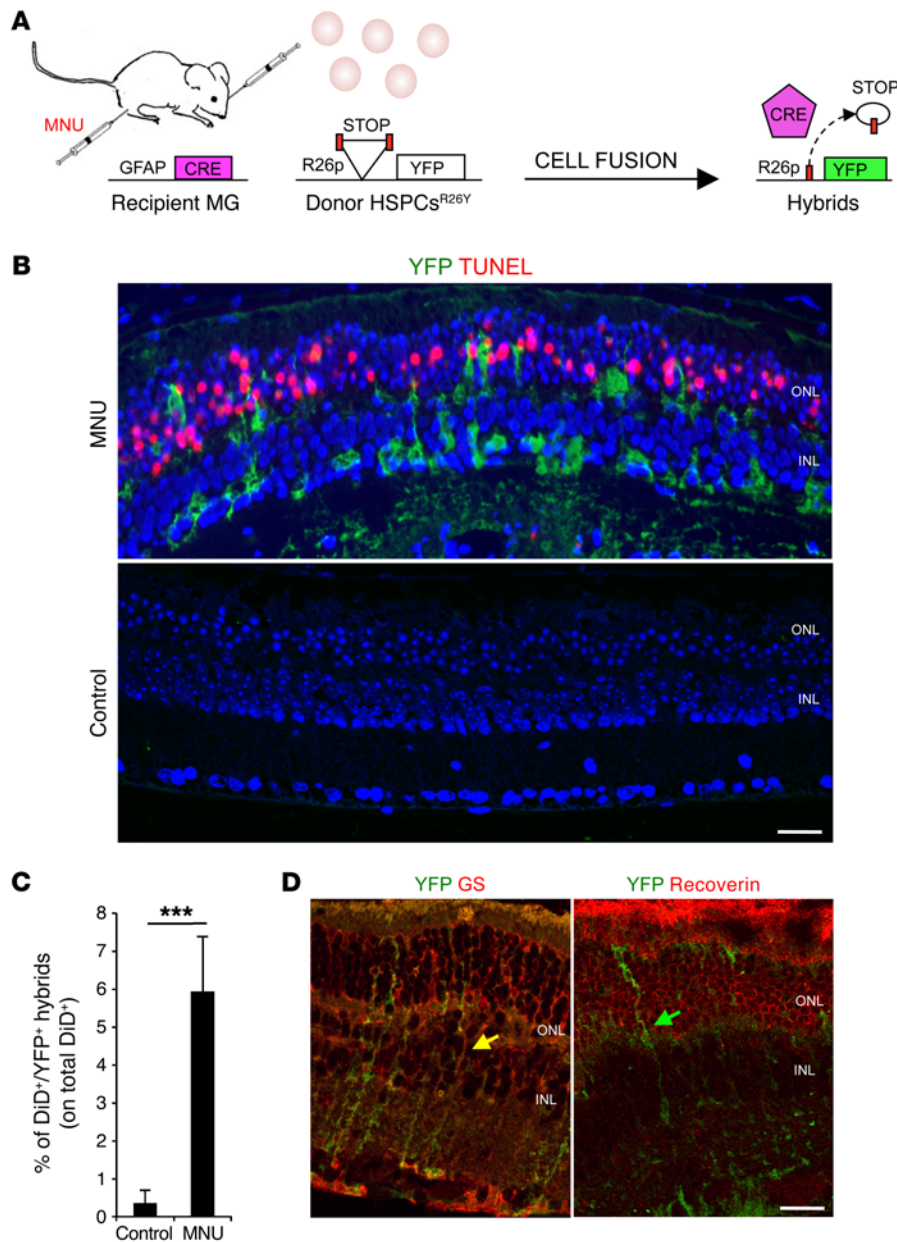 A
MNU
GFAP CRE
Recipient MG
STOP
R26p YFP
Donor HSPCsᴿ²⁶ʸ
CELL FUSION
CRE STOP
R26p YFP
Hybrids
B
YFP TUNEL
MNU
ONL
INL
Control
ONL
INL
C
% of DiD⁺/YFP⁺ hybrids
(on total DiD⁺)
8
7
6
5
4
3
2
1
0
***
Control MNU
D
YFP GS
ONL
INL
YFP Recoverin
ONL
INL